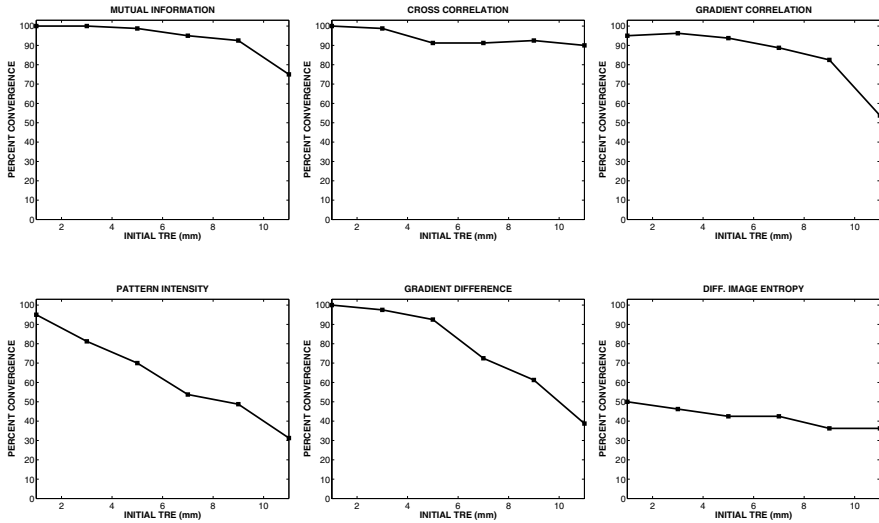 MUTUAL INFORMATION
100
90
80
70
60
50
40
30
20
10
0
PERCENT CONVERGENCE
2 4 6 8 10
INITIAL TRE (mm)
CROSS CORRELATION
100
90
80
70
60
50
40
30
20
10
0
PERCENT CONVERGENCE
2 4 6 8 10
INITIAL TRE (mm)
GRADIENT CORRELATION
100
90
80
70
60
50
40
30
20
10
0
PERCENT CONVERGENCE
2 4 6 8 10
INITIAL TRE (mm)
PATTERN INTENSITY
100
90
80
70
60
50
40
30
20
10
0
PERCENT CONVERGENCE
2 4 6 8 10
INITIAL TRE (mm)
GRADIENT DIFFERENCE
100
90
80
70
60
50
40
30
20
10
0
PERCENT CONVERGENCE
2 4 6 8 10
INITIAL TRE (mm)
DIFF. IMAGE ENTROPY
100
90
80
70
60
50
40
30
20
10
0
PERCENT CONVERGENCE
2 4 6 8 10
INITIAL TRE (mm)